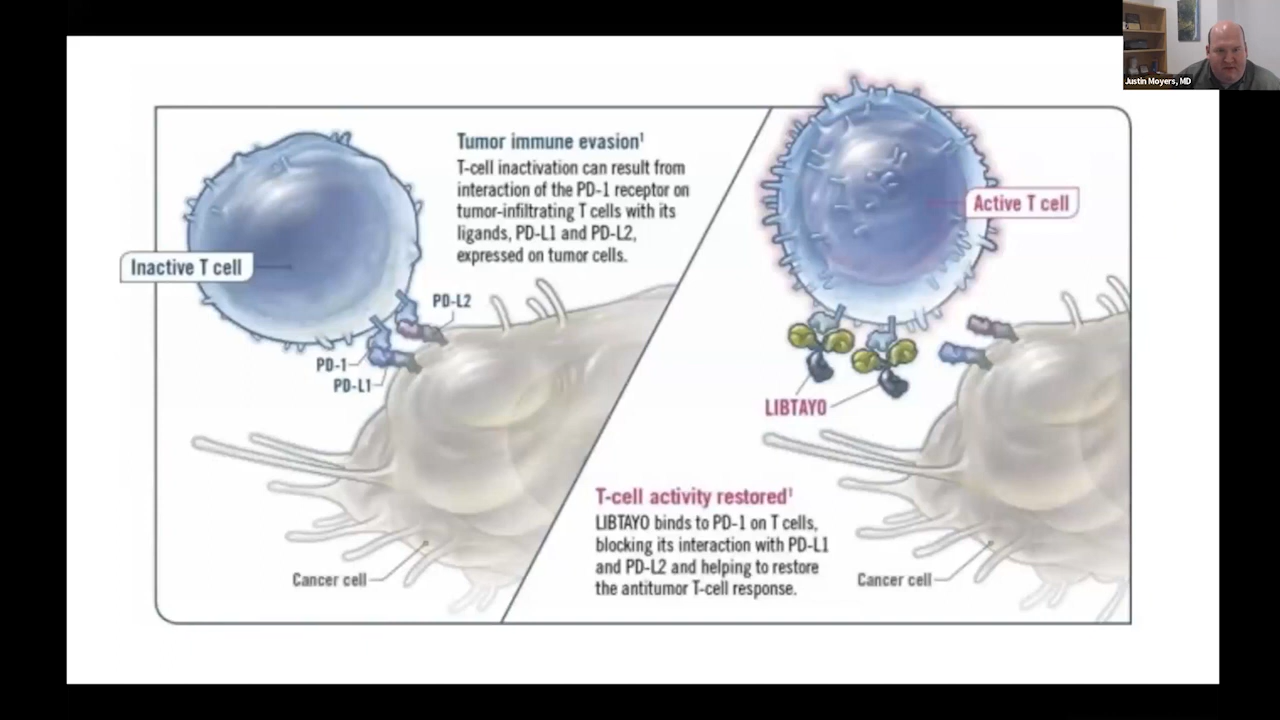 Justin Moyers, MD
Tumor immune evasion¹
T-cell inactivation can result from
interaction of the PD-1 receptor on
tumor-infiltrating T cells with its
ligands, PD-L1 and PD-L2,
expressed on tumor cells.
Inactive T cell
PD-L2
PD-1
PD-L1
Cancer cell
Active T cell
LIBTAYO
T-cell activity restored¹
LIBTAYO binds to PD-1 on T cells,
blocking its interaction with PD-L1
and PD-L2 and helping to restore
the antitumor T-cell response.
Cancer cell